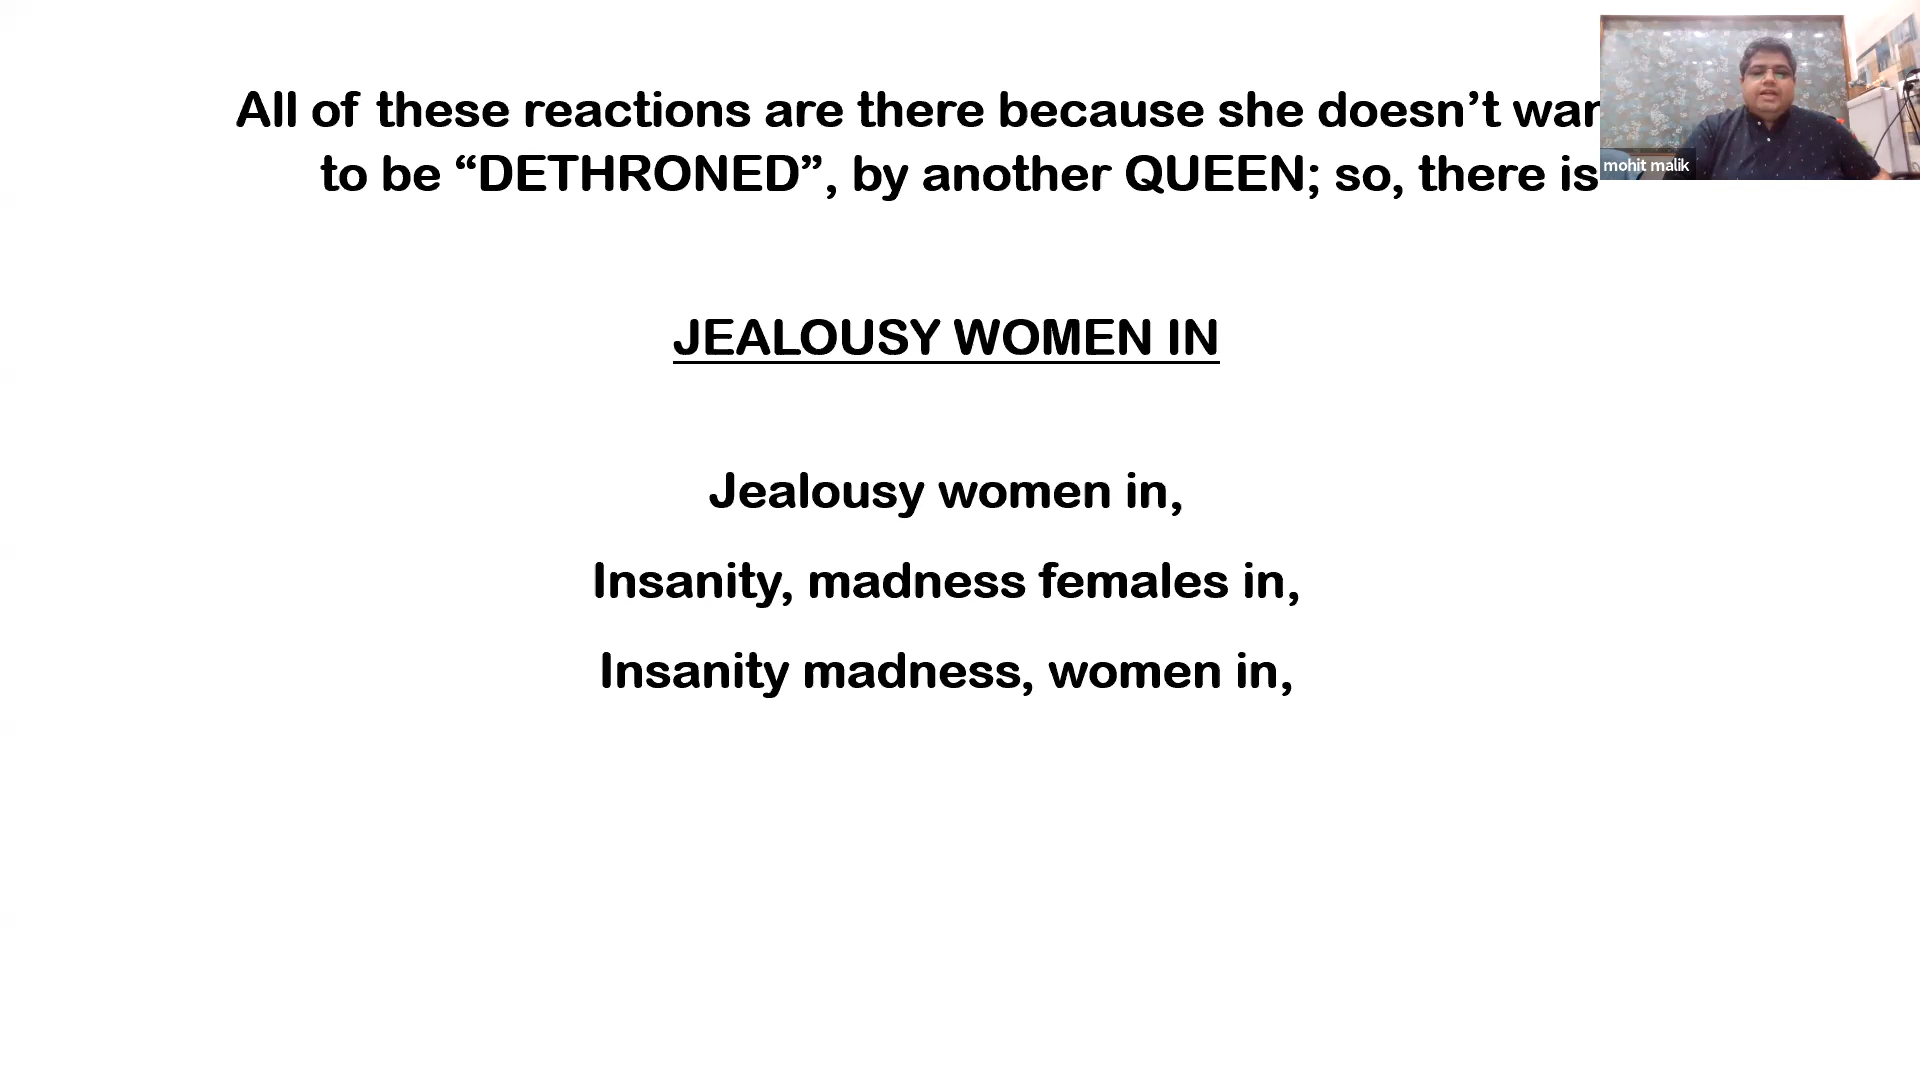 All of these reactions are there because she doesn’t
to be “DETHRONED”, by another QUEEN; so, there is
JEALOUSY WOMEN IN
Jealousy women in,
Insanity, madness females in,
Insanity madness, women in,
mohit malik